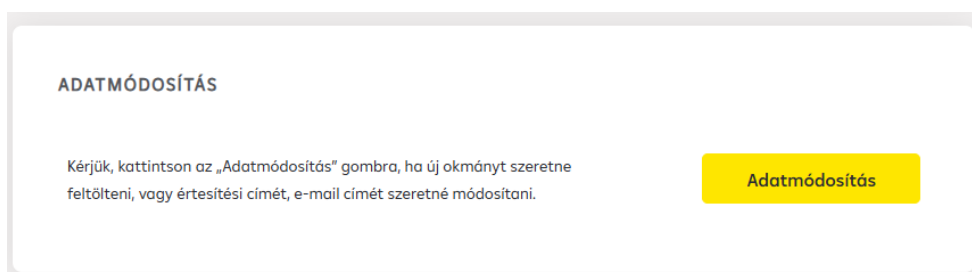 ADATMÓDOSÍTÁS
Kérjük, kattintson az „Adatmódosítás” gombra, ha új okmányt szeretne
feltölteni, vagy értesítési címét, e-mail címét szeretné módosítani.
Adatmódosítás